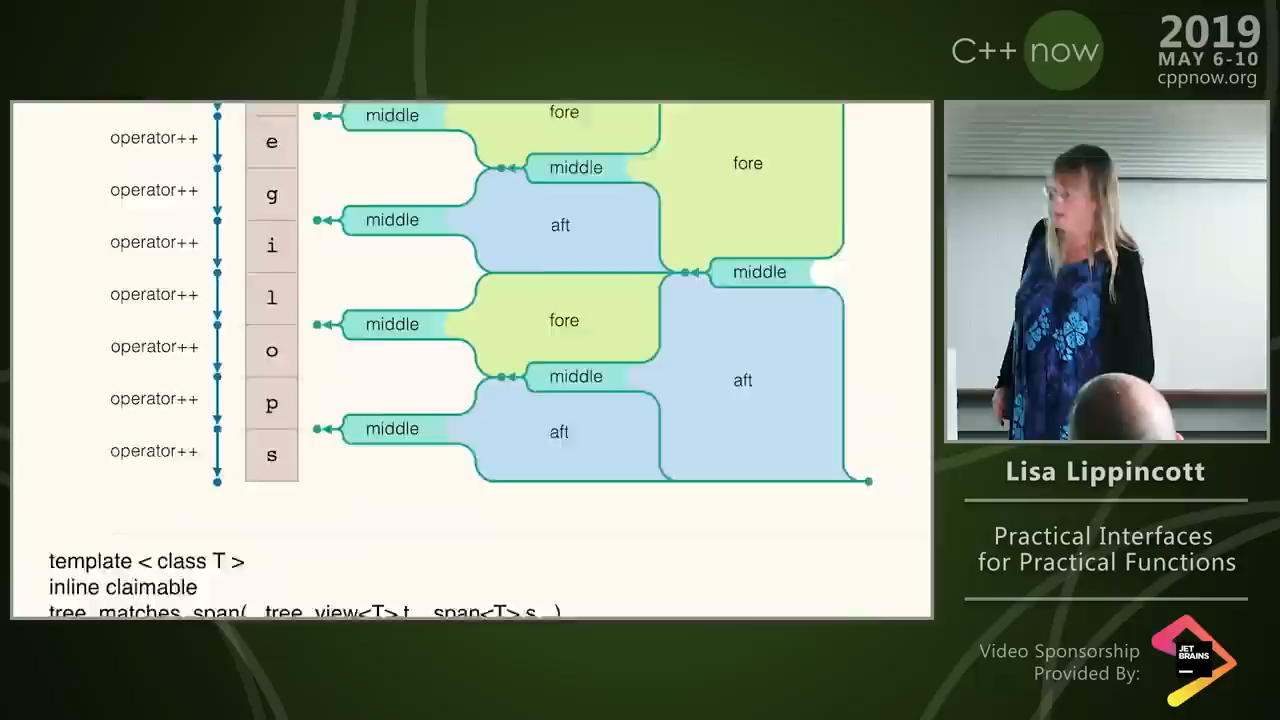 C++ now
2019
MAY 6-10
cppnow.org
middle
fore
operator++
e
middle
fore
operator++
g
middle
aft
operator++
i
middle
operator++
l
middle
fore
operator++
o
middle
aft
operator++
p
middle
aft
operator++
s
template < class T >
inline claimable
tree_matches_span( tree_view<T> t, span<T> s )
Lisa Lippincott
Practical Interfaces
for Practical Functions
Video Sponsorship
Provided By:
JET
BRAINS